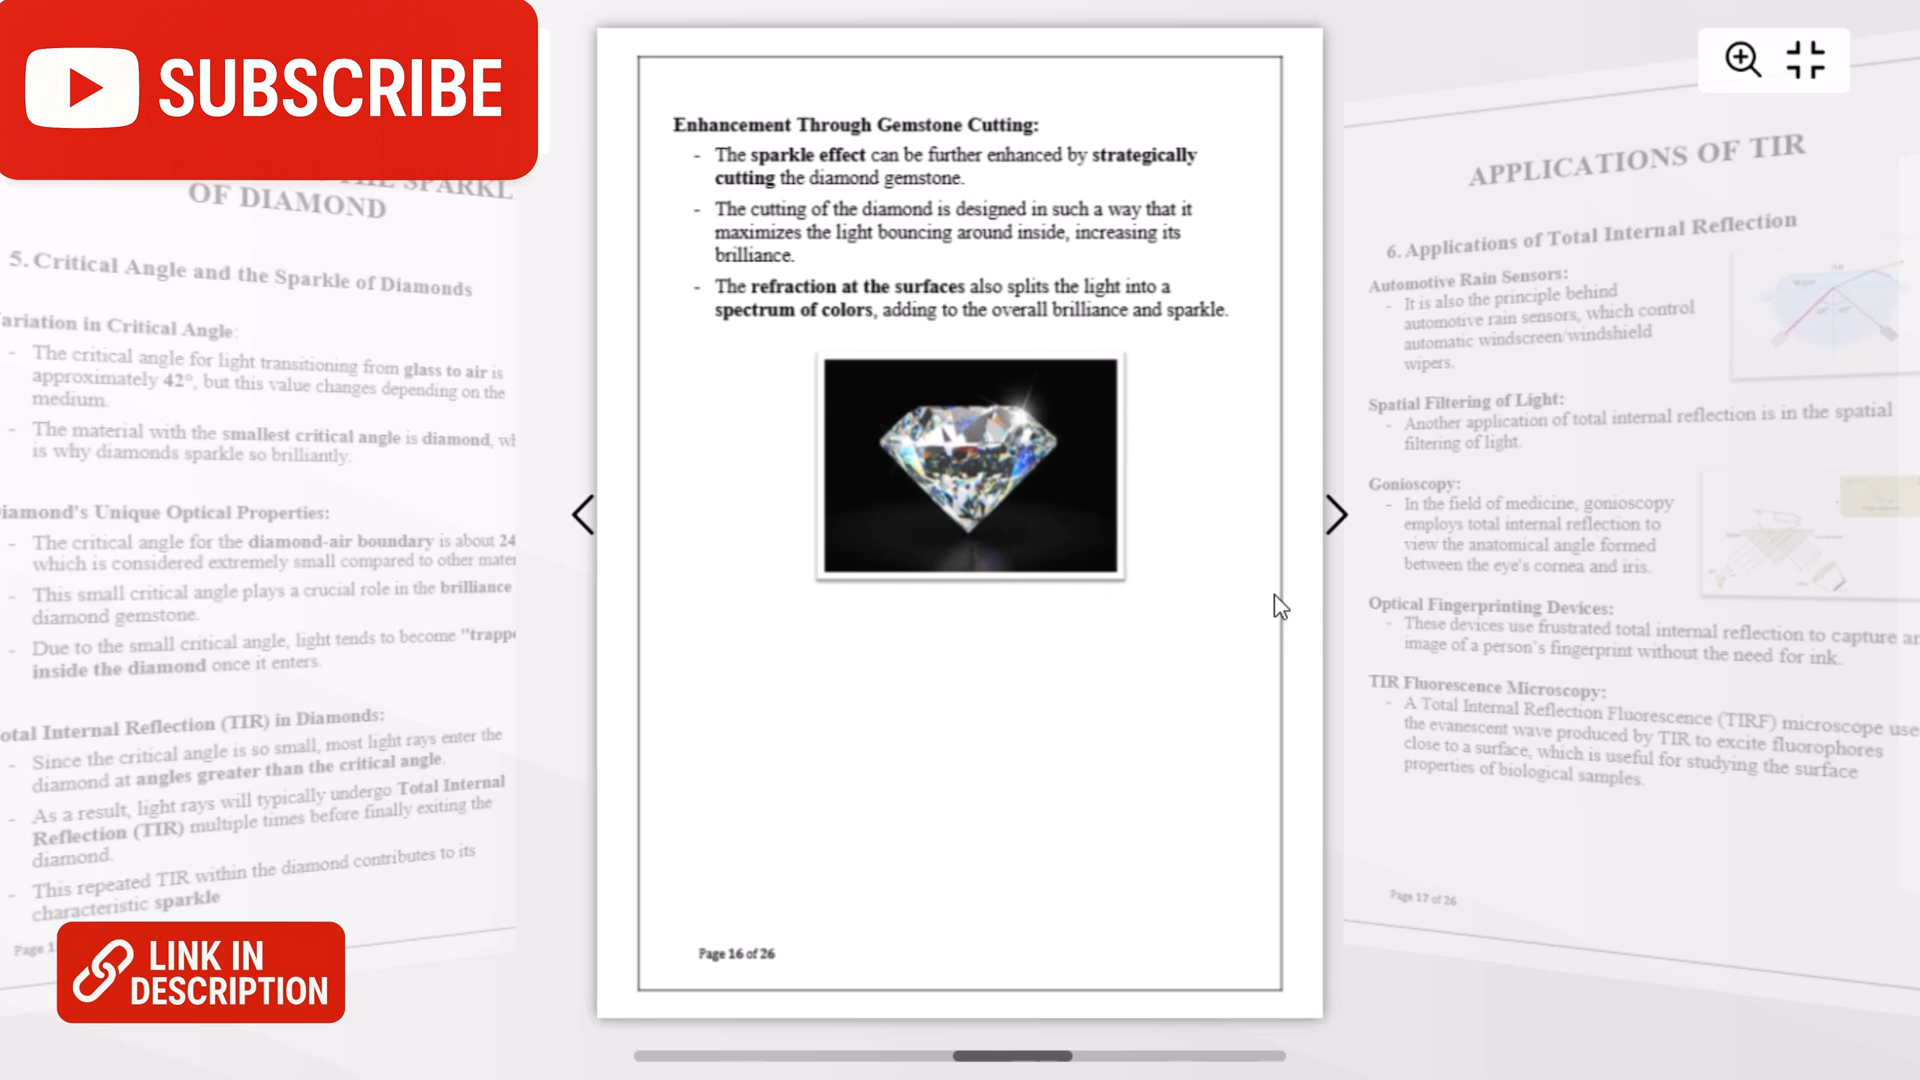 SUBSCRIBE
OF DIAMOND
5. Critical Angle and the Sparkle of Diamonds
ariation in Critical Angle:
- The critical angle for light transitioning from glass to air is
approximately 42°, but this value changes depending on the
medium.
- The material with the smallest critical angle is diamond, wh
is why diamonds sparkle so brilliantly.
iamond's Unique Optical Properties:
- The critical angle for the diamond-air boundary is about 24
which is considered extremely small compared to other mater
- This small critical angle plays a crucial role in the brilliance
diamond gemstone.
- Due to the small critical angle, light tends to become "trapp
inside the diamond once it enters.
otal Internal Reflection (TIR) in Diamonds:
- Since the critical angle is so small, most light rays enter the
diamond at angles greater than the critical angle.
- As a result, light rays will typically undergo Total Internal
Reflection (TIR) multiple times before finally exiting the
diamond.
- This repeated TIR within the diamond contributes to its
characteristic sparkle
Page 1
LINK IN
DESCRIPTION
Enhancement Through Gemstone Cutting:
- The sparkle effect can be further enhanced by strategically
cutting the diamond gemstone.
- The cutting of the diamond is designed in such a way that it
maximizes the light bouncing around inside, increasing its
brilliance.
- The refraction at the surfaces also splits the light into a
spectrum of colors, adding to the overall brilliance and sparkle.
Page 16 of 26
APPLICATIONS OF TIR
6. Applications of Total Internal Reflection
Automotive Rain Sensors:
- It is also the principle behind
automotive rain sensors, which control
automatic windscreen/windshield
wipers.
Spatial Filtering of Light:
- Another application of total internal reflection is in the spatial
filtering of light.
Gonioscopy:
- In the field of medicine, gonioscopy
employs total internal reflection to
view the anatomical angle formed
between the eye's cornea and iris.
Optical Fingerprinting Devices:
- These devices use frustrated total internal reflection to capture an
image of a person's fingerprint without the need for ink.
TIR Fluorescence Microscopy:
- A Total Internal Reflection Fluorescence (TIRF) microscope use
the evanescent wave produced by TIR to excite fluorophores
close to a surface, which is useful for studying the surface
properties of biological samples.
Page 17 of 26